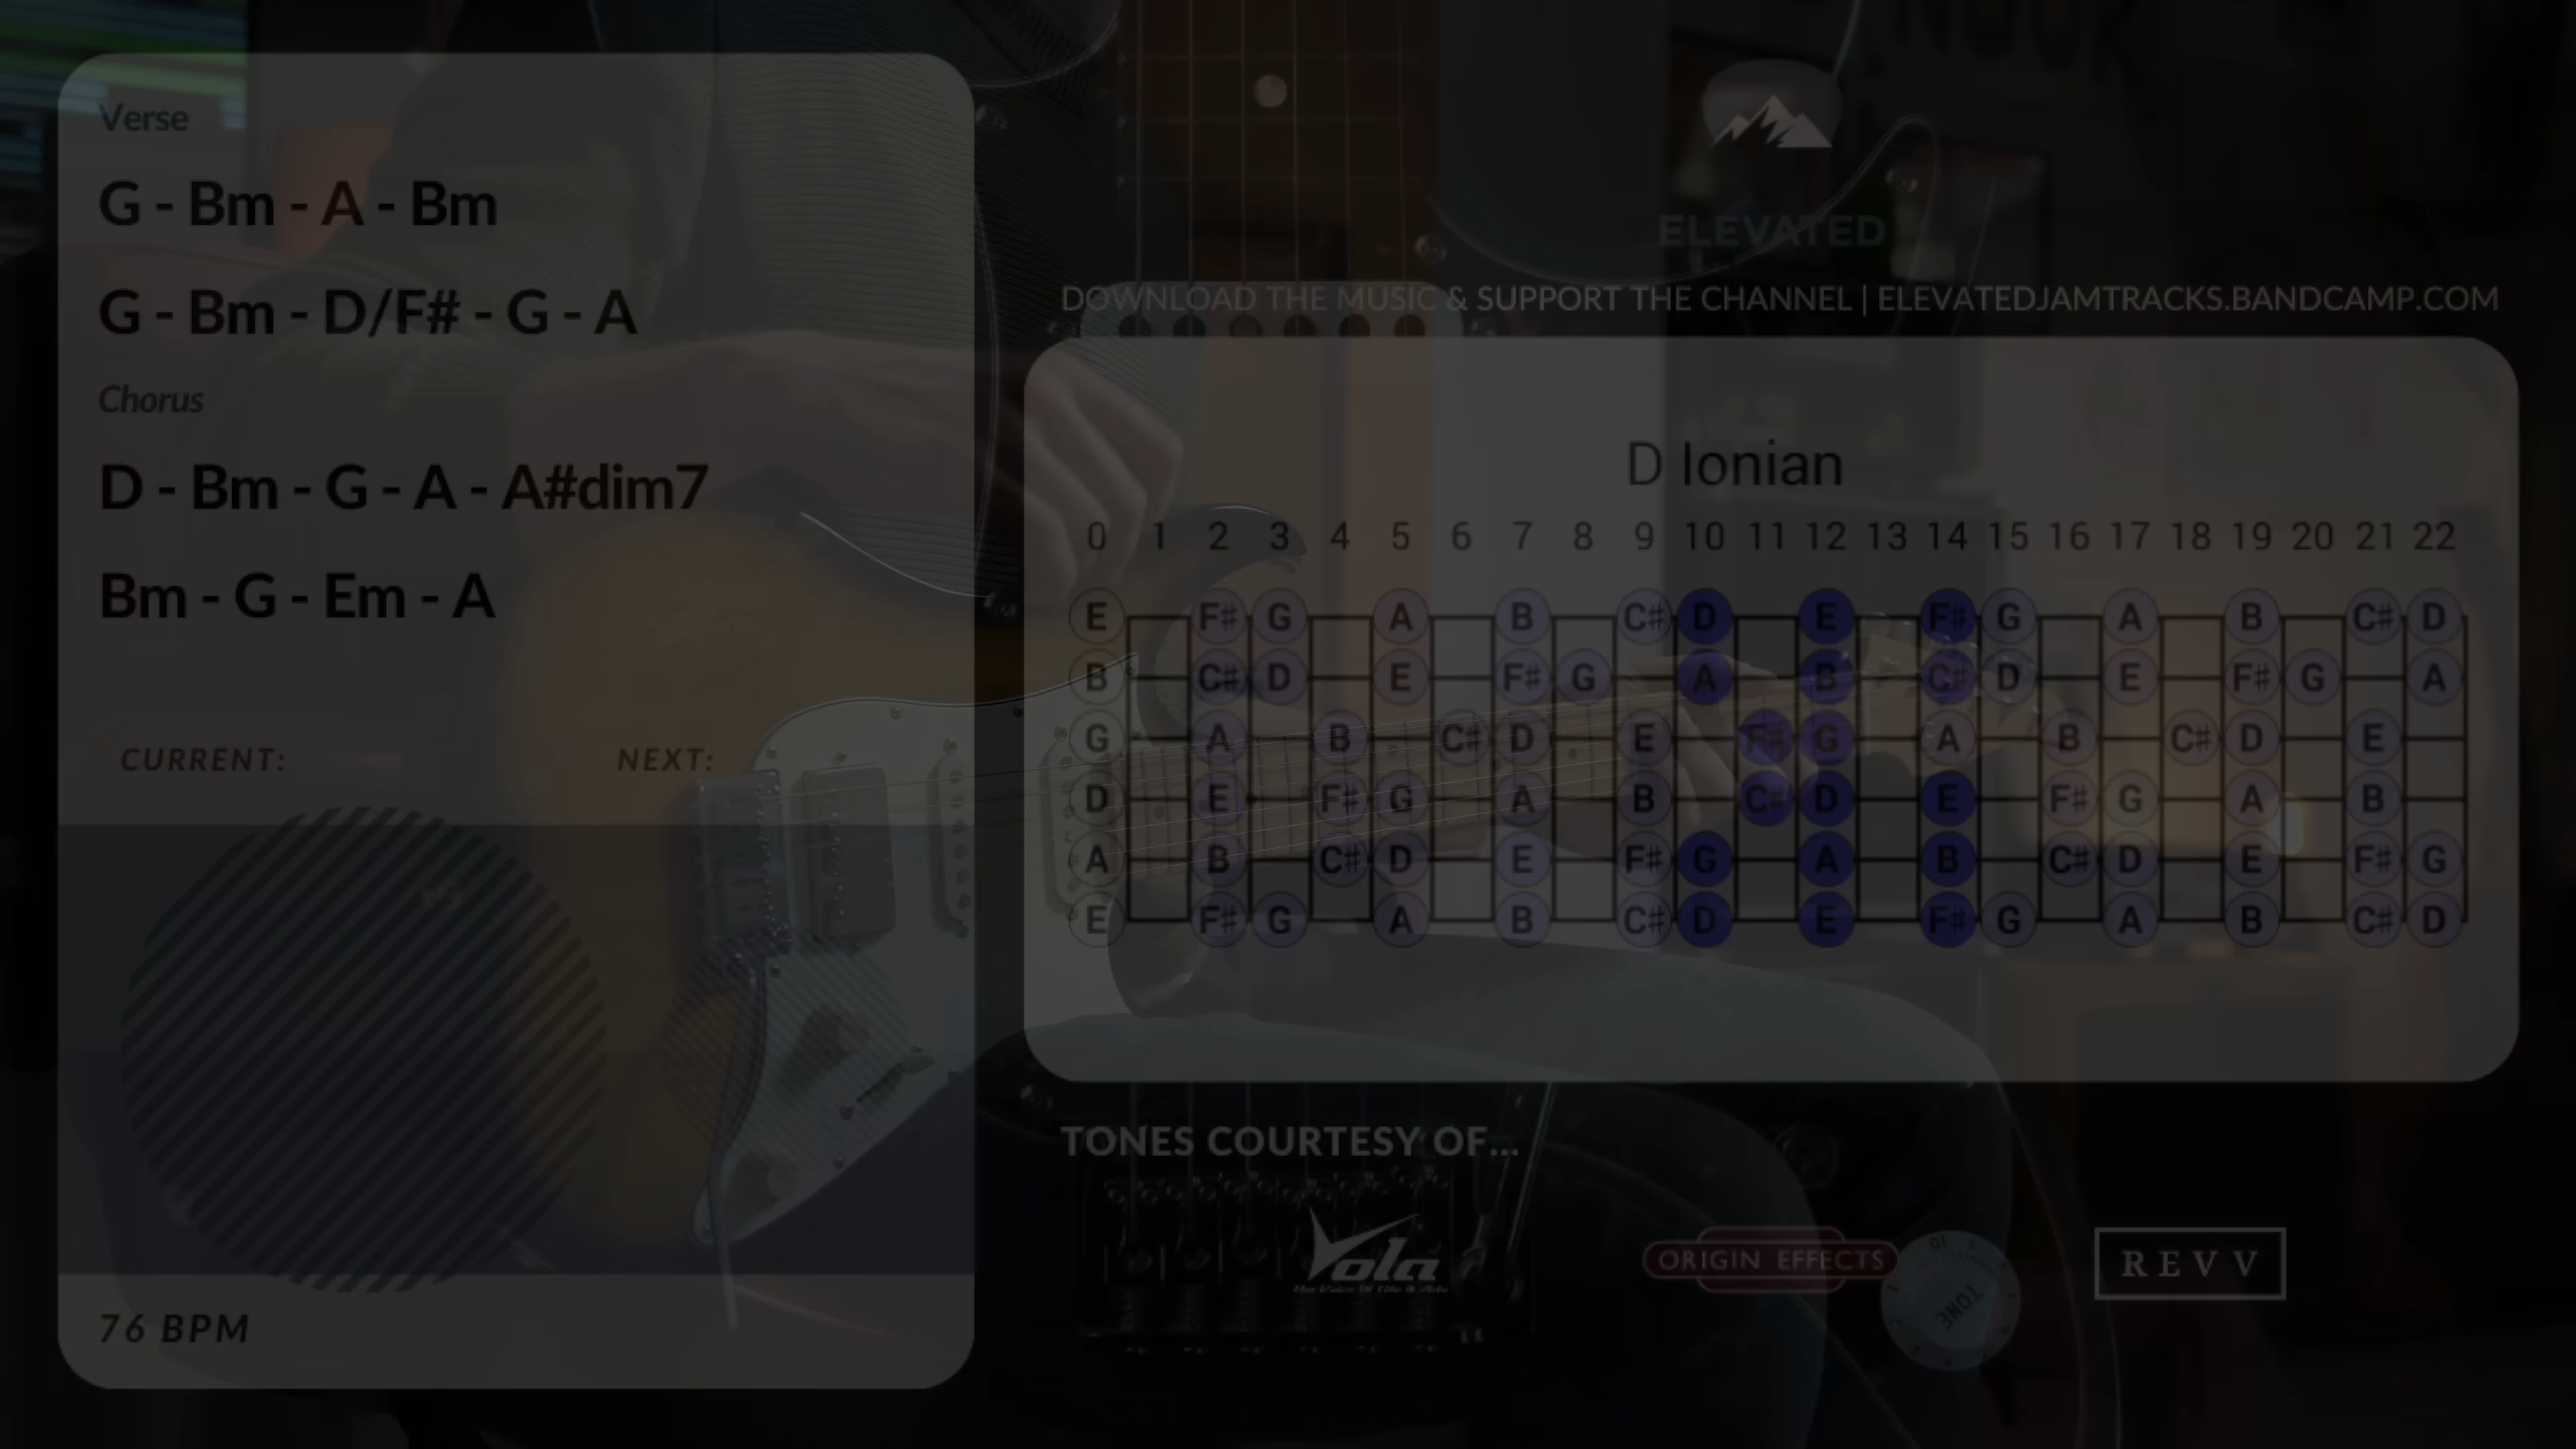 Verse
G - Bm - A - Bm
G - Bm - D/F# - G - A
Chorus
D - Bm - G - A - A#dim7
Bm - G - Em - A
CURRENT:
NEXT:
76 BPM
ELEVATED
DOWNLOAD THE MUSIC & SUPPORT THE CHANNEL | ELEVATEDJAMTRACKS.BANDCAMP.COM
D Ionian
0 1 2 3 4 5 6 7 8 9 10 11 12 13 14 15 16 17 18 19 20 21 22
E F# G A B C# D E F# G A B C# D
B C# D E F# G A B C# D E F# G A
G A B C# D E F# G A B C# D E
D E F# G A B C# D E F# G A B
A B C# D E F# G A B C# D E F# G
E F# G A B C# D E F# G A B C# D
TONES COURTESY OF...
Vola
ORIGIN EFFECTS
TONE
REVV